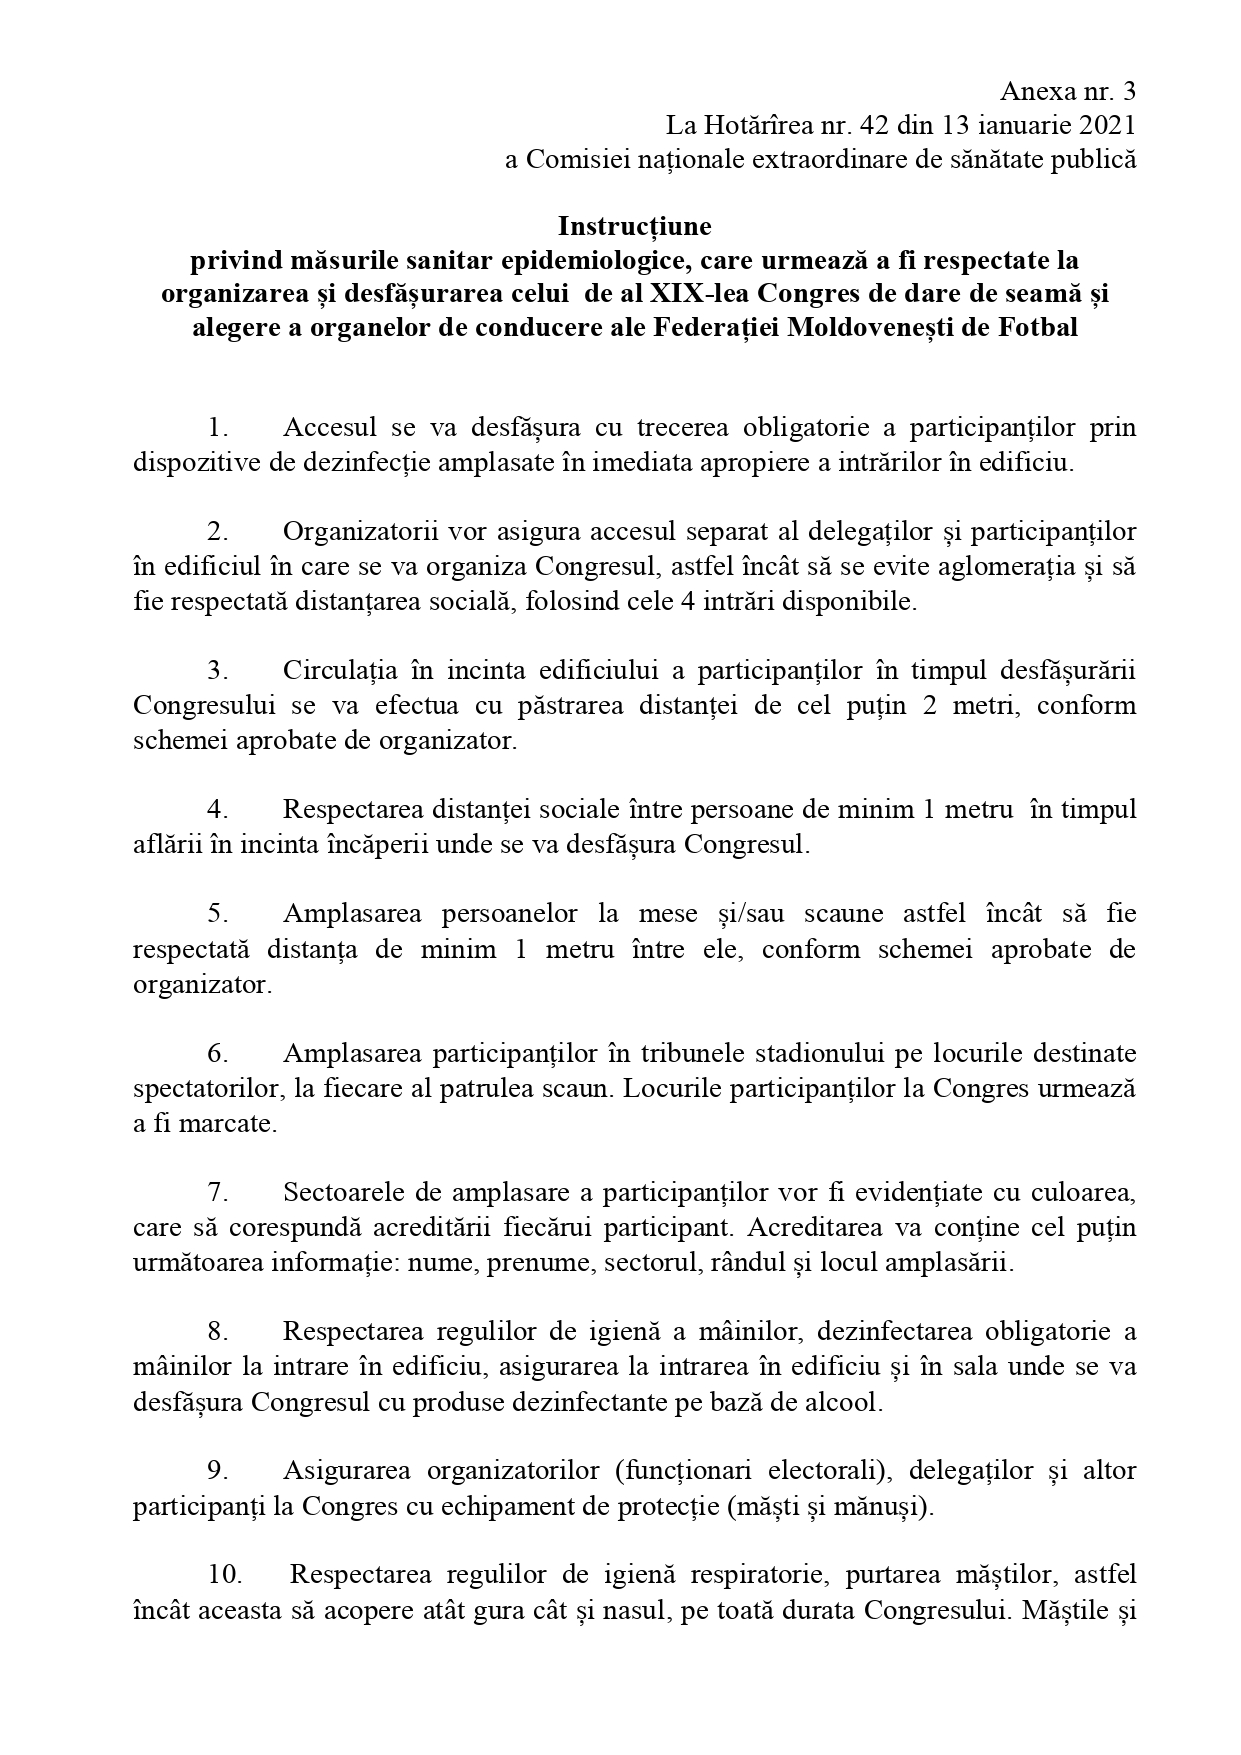 Anexa nr. 3
La Hotărîrea nr. 42 din 13 ianuarie 2021
a Comisiei naționale extraordinare de sănătate publică
Instrucțiune
privind măsurile sanitar epidemiologice, care urmează a fi respectate la
organizarea și desfășurarea celui  de al XIX-lea Congres de dare de seamă și
alegere a organelor de conducere ale Federației Moldovenești de Fotbal
1. Accesul se va desfășura cu trecerea obligatorie a participanților prin
dispozitive de dezinfecție amplasate în imediata apropiere a intrărilor în edificiu.
2. Organizatorii vor asigura accesul separat al delegaților și participanților
în edificiul în care se va organiza Congresul, astfel încât să se evite aglomerația și să
fie respectată distanțarea socială, folosind cele 4 intrări disponibile.
3. Circulația în incinta edificiului a participanților în timpul desfășurării
Congresului se va efectua cu păstrarea distanței de cel puțin 2 metri, conform
schemei aprobate de organizator.
4. Respectarea distanței sociale între persoane de minim 1 metru  în timpul
aflării în incinta încăperii unde se va desfășura Congresul.
5. Amplasarea persoanelor la mese și/sau scaune astfel încât să fie
respectată distanța de minim 1 metru între ele, conform schemei aprobate de
organizator.
6. Amplasarea participanților în tribunele stadionului pe locurile destinate
spectatorilor, la fiecare al patrulea scaun. Locurile participanților la Congres urmează
a fi marcate.
7. Sectoarele de amplasare a participanților vor fi evidențiate cu culoarea,
care să corespundă acreditării fiecărui participant. Acreditarea va conține cel puțin
următoarea informație: nume, prenume, sectorul, rândul și locul amplasării.
8. Respectarea regulilor de igienă a mâinilor, dezinfectarea obligatorie a
mâinilor la intrare în edificiu, asigurarea la intrarea în edificiu și în sala unde se va
desfășura Congresul cu produse dezinfectante pe bază de alcool.
9. Asigurarea organizatorilor (funcționari electorali), delegaților și altor
participanți la Congres cu echipament de protecție (măști și mănuși).
10. Respectarea regulilor de igienă respiratorie, purtarea măștilor, astfel
încât aceasta să acopere atât gura cât și nasul, pe toată durata Congresului. Măștile și